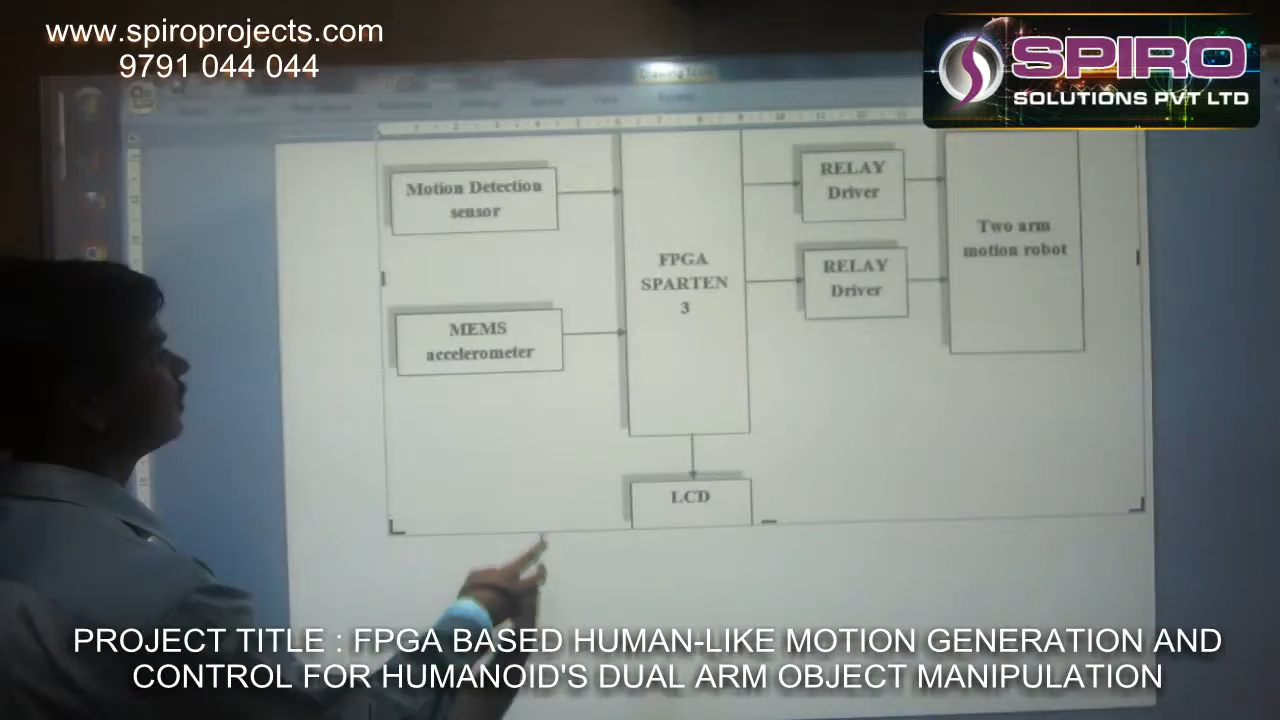 www.spiroprojects.com
9791 044 044
SPIRO
SOLUTIONS PVT LTD
Motion Detection
sensor
MEMS
accelerometer
FPGA
SPARTEN
3
RELAY
Driver
RELAY
Driver
Two arm
motion robot
LCD
PROJECT TITLE : FPGA BASED HUMAN-LIKE MOTION GENERATION AND
CONTROL FOR HUMANOID'S DUAL ARM OBJECT MANIPULATION